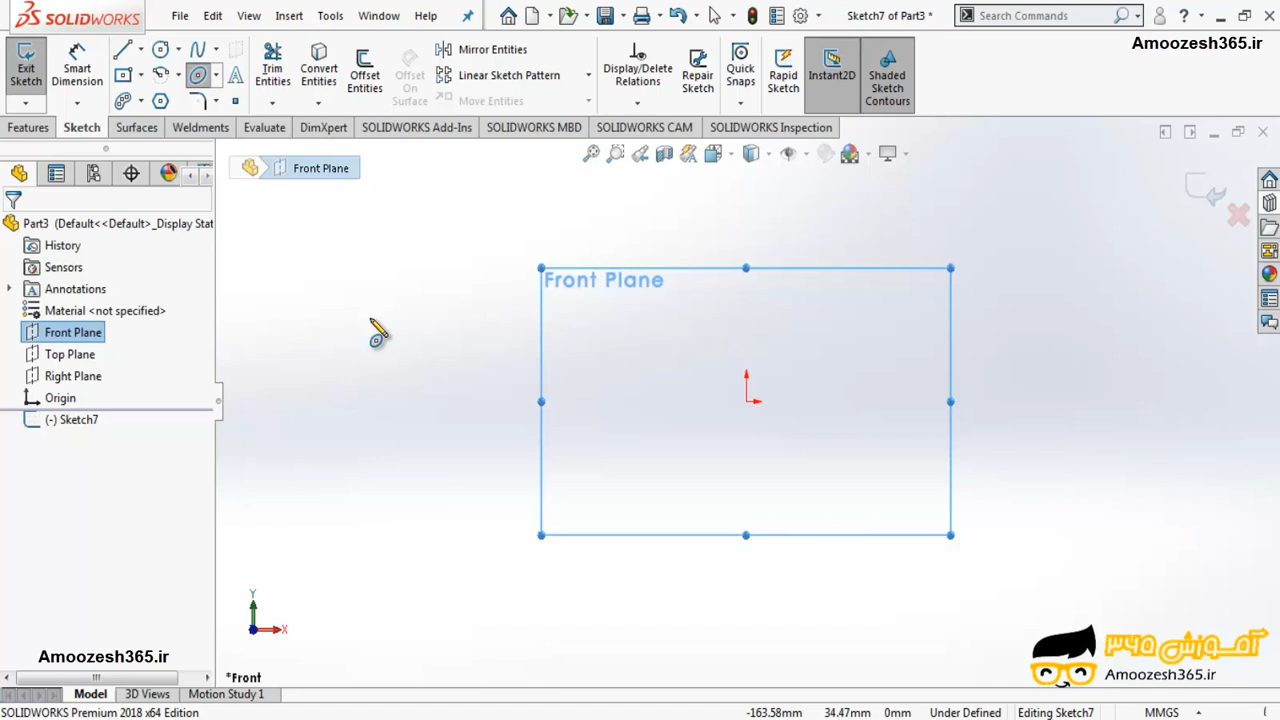 SOLIDWORKS
File
Edit
View
Insert
Tools
Window
Help
Sketch7 of Part3 *
Search Commands
Amoozesh365.ir
Exit Sketch
Smart Dimension
Trim Entities
Convert Entities
Offset Entities
Offset On Surface
Mirror Entities
Linear Sketch Pattern
Move Entities
Display/Delete Relations
Repair Sketch
Quick Snaps
Rapid Sketch
Instant2D
Shaded Sketch Contours
Features
Sketch
Surfaces
Weldments
Evaluate
DimXpert
SOLIDWORKS Add-Ins
SOLIDWORKS MBD
SOLIDWORKS CAM
SOLIDWORKS Inspection
Front Plane
Part3 (Default<<Default>_Display Stat
History
Sensors
Annotations
Material <not specified>
Front Plane
Top Plane
Right Plane
Origin
(-) Sketch7
Front Plane
Y
X
*Front
Amoozesh365.ir
آمـوزش ۳۶۵
Amoozesh365.ir
Model
3D Views
Motion Study 1
SOLIDWORKS Premium 2018 x64 Edition
-163.58mm
34.47mm
0mm
Under Defined
Editing Sketch7
MMGS